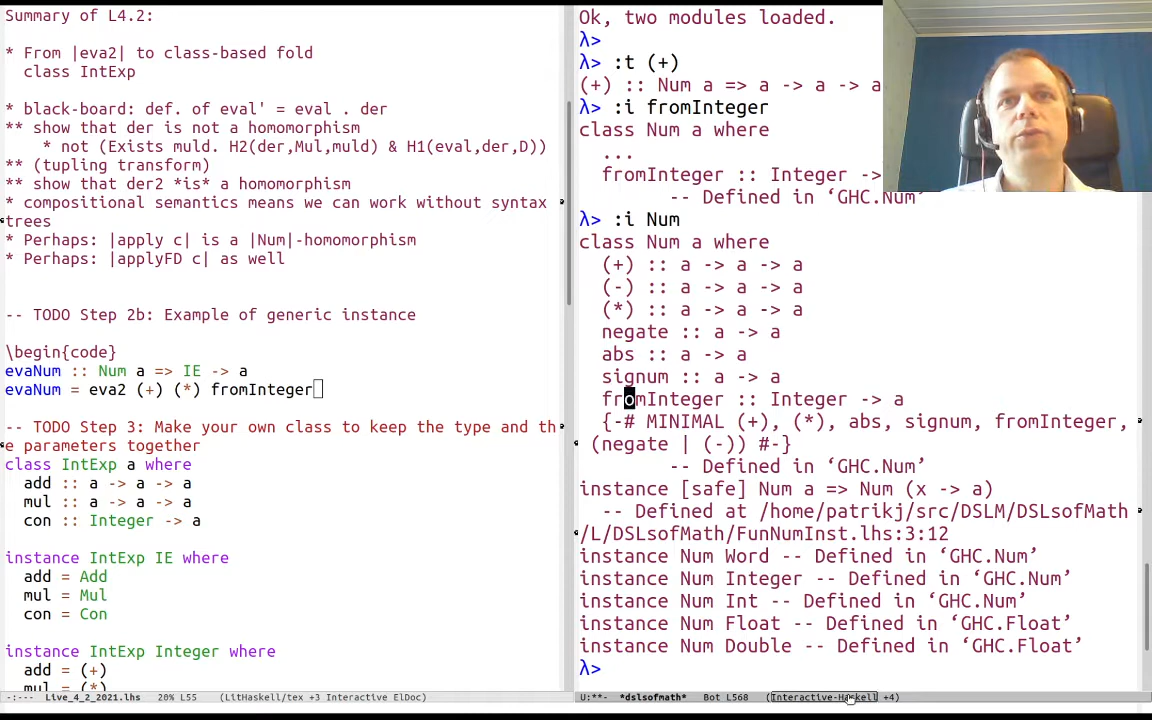 Summary of L4.2:
* From |eva2| to class-based fold
class IntExp
* black-board: def. of eval' = eval . der
** show that der is not a homomorphism
* not (Exists muld. H2(der,Mul,muld) & H1(eval,der,D))
** (tupling transform)
** show that der2 *is* a homomorphism
* compositional semantics means we can work without syntax
trees
* Perhaps: |apply c| is a |Num|-homomorphism
* Perhaps: |applyFD c| as well
-- TODO Step 2b: Example of generic instance
\begin{code}
evaNum :: Num a => IE -> a
evaNum = eva2 (+) (*) fromInteger
-- TODO Step 3: Make your own class to keep the type and th
e parameters together
class IntExp a where
add :: a -> a -> a
mul :: a -> a -> a
con :: Integer -> a
instance IntExp IE where
add = Add
mul = Mul
con = Con
instance IntExp Integer where
add = (+)
mul = (*)
-:--- Live_4_2_2021.lhs 20% L55 (LitHaskell/tex +3 Interactive ElDoc)
Ok, two modules loaded.
λ>
λ> :t (+)
(+) :: Num a => a -> a -> a
λ> :i fromInteger
class Num a where
...
fromInteger :: Integer ->
-- Defined in ‘GHC.Num’
λ> :i Num
class Num a where
(+) :: a -> a -> a
(-) :: a -> a -> a
(*) :: a -> a -> a
negate :: a -> a
abs :: a -> a
signum :: a -> a
fromInteger :: Integer -> a
{-# MINIMAL (+), (*), abs, signum, fromInteger,
(negate | (-)) #-}
-- Defined in ‘GHC.Num’
instance [safe] Num a => Num (x -> a)
-- Defined at /home/patrikj/src/DSLM/DSLsofMath
/L/DSLsofMath/FunNumInst.lhs:3:12
instance Num Word -- Defined in ‘GHC.Num’
instance Num Integer -- Defined in ‘GHC.Num’
instance Num Int -- Defined in ‘GHC.Num’
instance Num Float -- Defined in ‘GHC.Float’
instance Num Double -- Defined in ‘GHC.Float’
λ>
U:**- *dslsofmath* Bot L568 (Interactive-Haskell +4)